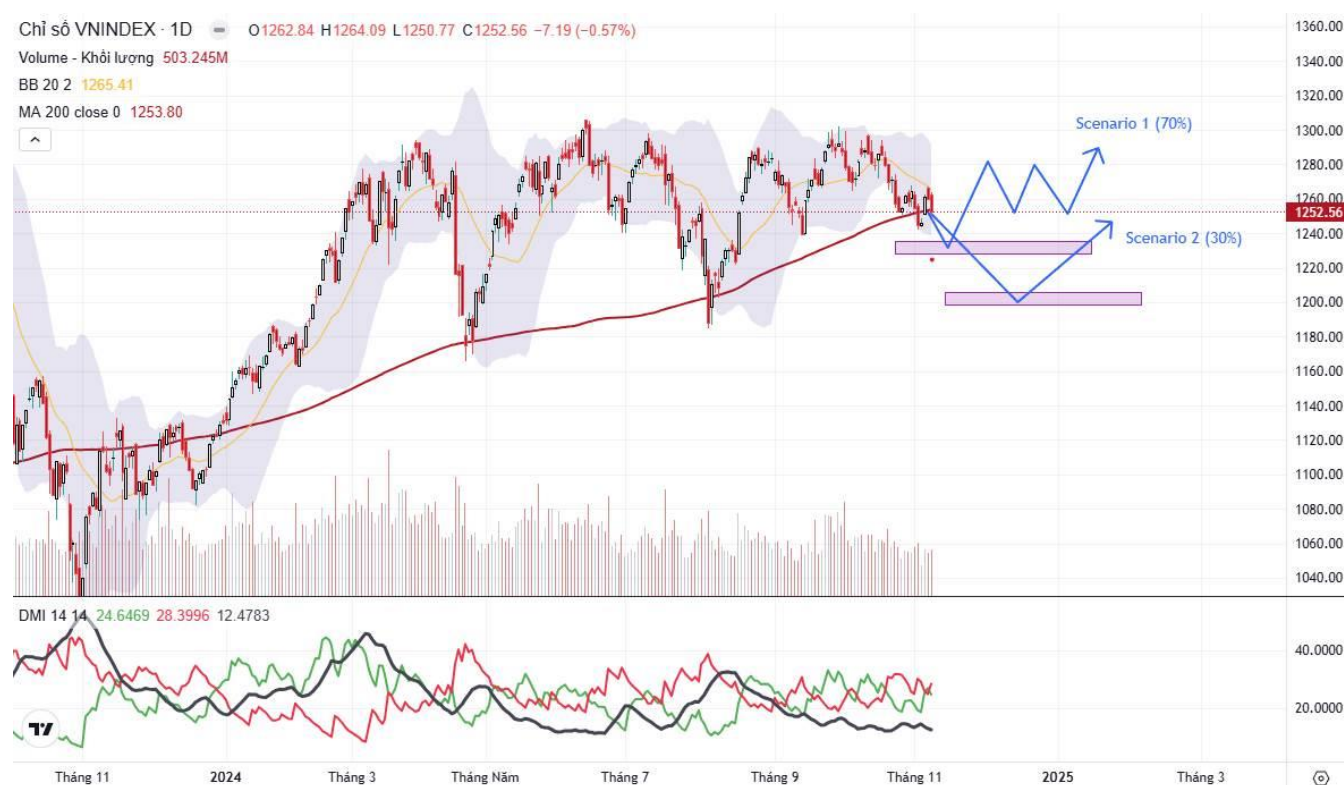 Chỉ số VNINDEX · 1D O1262.84 H1264.09 L1250.77 C1252.56 −7.19 (−0.57%)
Volume - Khối lượng 503.245M
BB 20 2 1265.41
MA 200 close 0 1253.80
1360.00
1340.00
1320.00
1300.00
1280.00
1260.00
1252.56
1240.00
1220.00
1200.00
1180.00
1160.00
1140.00
1120.00
1100.00
1080.00
1060.00
1040.00
Scenario 1 (70%)
Scenario 2 (30%)
DMI 14 14 24.6469 28.3996 12.4783
40.0000
20.0000
Tháng 11 2024 Tháng 3 Tháng Năm Tháng 7 Tháng 9 Tháng 11 2025 Tháng 3